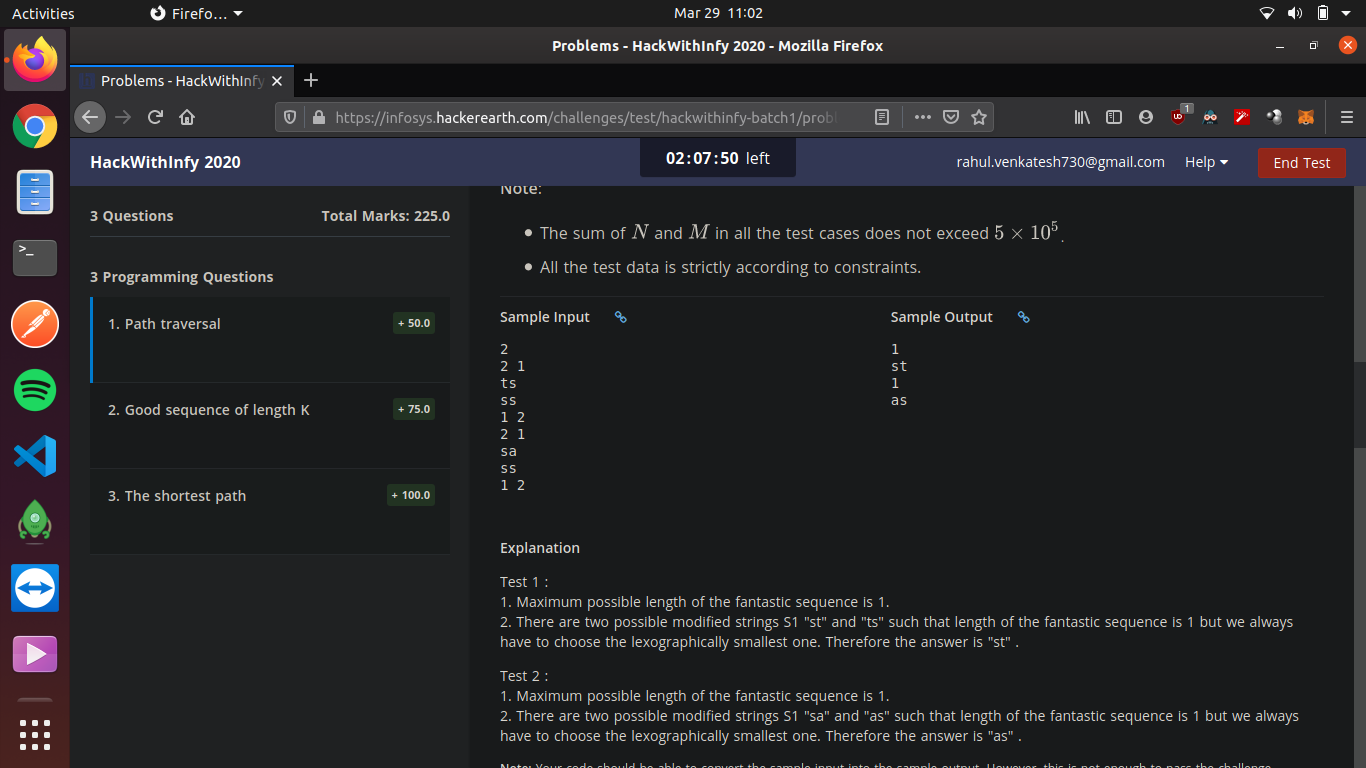 Activities
Firefo...
Mar 29 11:02
Problems - HackWithInfy 2020 - Mozilla Firefox
Problems - HackWithInfy
https://infosys.hackerearth.com/challenges/test/hackwithinfy-batch1/probl
1
HackWithInfy 2020
02:07:50 left
rahul.venkatesh730@gmail.com
Help
End Test
3 Questions
Total Marks: 225.0
3 Programming Questions
1. Path traversal
+ 50.0
2. Good sequence of length K
+ 75.0
3. The shortest path
+ 100.0
Note:
• The sum of N and M in all the test cases does not exceed 5 × 10⁵.
• All the test data is strictly according to constraints.
Sample Input
2
2 1
ts
ss
1 2
2 1
sa
ss
1 2
Sample Output
1
st
1
as
Explanation
Test 1 :
1. Maximum possible length of the fantastic sequence is 1.
2. There are two possible modified strings S1 "st" and "ts" such that length of the fantastic sequence is 1 but we always
have to choose the lexographically smallest one. Therefore the answer is "st" .
Test 2 :
1. Maximum possible length of the fantastic sequence is 1.
2. There are two possible modified strings S1 "sa" and "as" such that length of the fantastic sequence is 1 but we always
have to choose the lexographically smallest one. Therefore the answer is "as" .
Note: Your code should be able to convert the sample input into the sample output. However, this is not enough to pass the challenge,